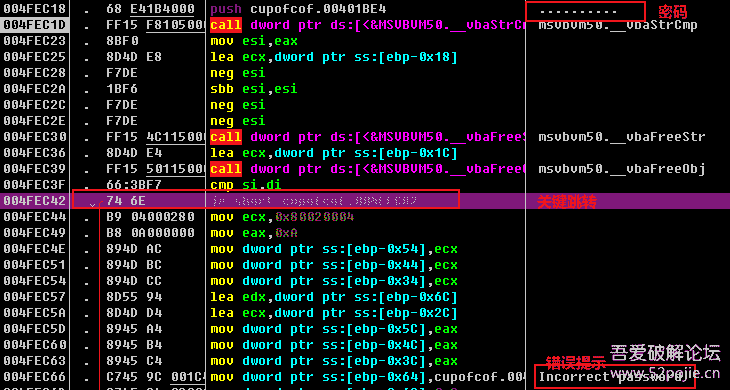 004FEC18 . 68 E41B4000 push cupofcof.00401BE4 ---------- 密码
004FEC1D . FF15 F8105000 call dword ptr ds:[<&MSVBVM50.__vbaStrCmp msvbvm50.__vbaStrCmp
004FEC23 . 8BF0 mov esi,eax
004FEC25 . 8D4D E8 lea ecx,dword ptr ss:[ebp-0x18]
004FEC28 . F7DE neg esi
004FEC2A . 1BF6 sbb esi,esi
004FEC2C . F7DE neg esi
004FEC2E . F7DE neg esi
004FEC30 . FF15 4C115000 call dword ptr ds:[<&MSVBVM50.__vbaFreeS msvbvm50.__vbaFreeStr
004FEC36 . 8D4D E4 lea ecx,dword ptr ss:[ebp-0x1C]
004FEC39 . FF15 50115000 call dword ptr ds:[<&MSVBVM50.__vbaFreeO msvbvm50.__vbaFreeObj
004FEC3F . 66:3BF7 cmp si,di
004FEC42 . 74 6E je short 关键跳转
004FEC44 . B9 04000280 mov ecx,0x80020004
004FEC49 . B8 0A000000 mov eax,0xA
004FEC4E . 894D AC mov dword ptr ss:[ebp-0x54],ecx
004FEC51 . 894D BC mov dword ptr ss:[ebp-0x44],ecx
004FEC54 . 894D CC mov dword ptr ss:[ebp-0x34],ecx
004FEC57 . 8D55 94 lea edx,dword ptr ss:[ebp-0x6C]
004FEC5A . 8D4D D4 lea ecx,dword ptr ss:[ebp-0x2C]
004FEC5D . 8945 A4 mov dword ptr ss:[ebp-0x5C],eax
004FEC60 . 8945 B4 mov dword ptr ss:[ebp-0x4C],eax
吾爱破解论坛
004FEC63 . 8945 C4 mov dword ptr ss:[ebp-0x3C],eax 错误提示
www.52pojie.cn
004FEC66 . C745 9C 001C4 mov dword ptr ss:[ebp-0x64],cupofcof.00 Incorrect password